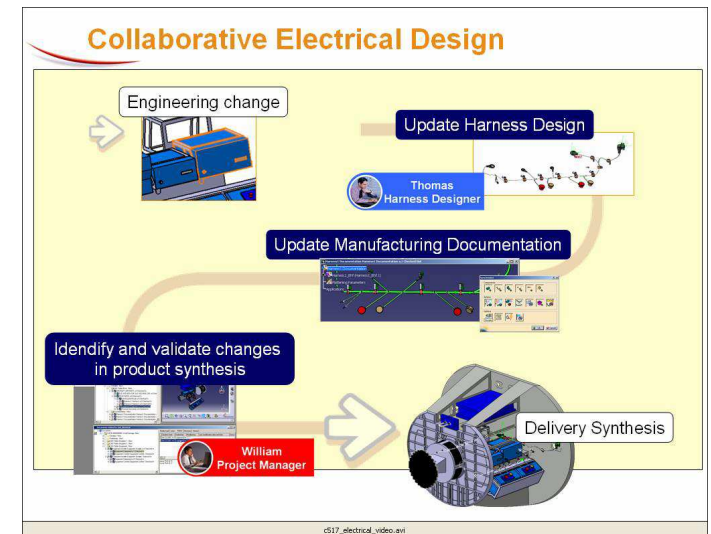 Collaborative Electrical Design
Engineering change
Update Harness Design
Thomas
Harness Designer
Update Manufacturing Documentation
Idendify and validate changes
in product synthesis
William
Project Manager
Delivery Synthesis
c517_electrical_video.avi